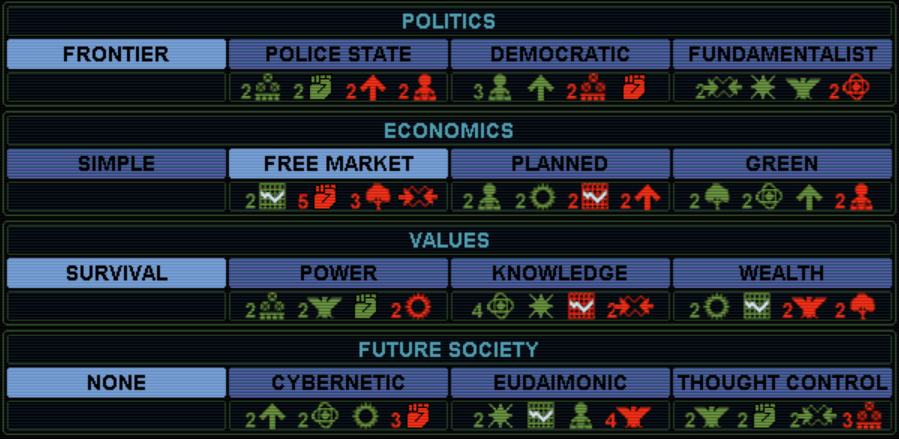 POLITICS
FRONTIER POLICE STATE DEMOCRATIC FUNDAMENTALIST
2 2 2 2 3 2 2 2
ECONOMICS
SIMPLE FREE MARKET PLANNED GREEN
2 5 3 2 2 2 2 2 2 2
VALUES
SURVIVAL POWER KNOWLEDGE WEALTH
2 2 2 4 2 2 2 2
FUTURE SOCIETY
NONE CYBERNETIC EUDAIMONIC THOUGHT CONTROL
2 2 3 2 4 2 2 2 3